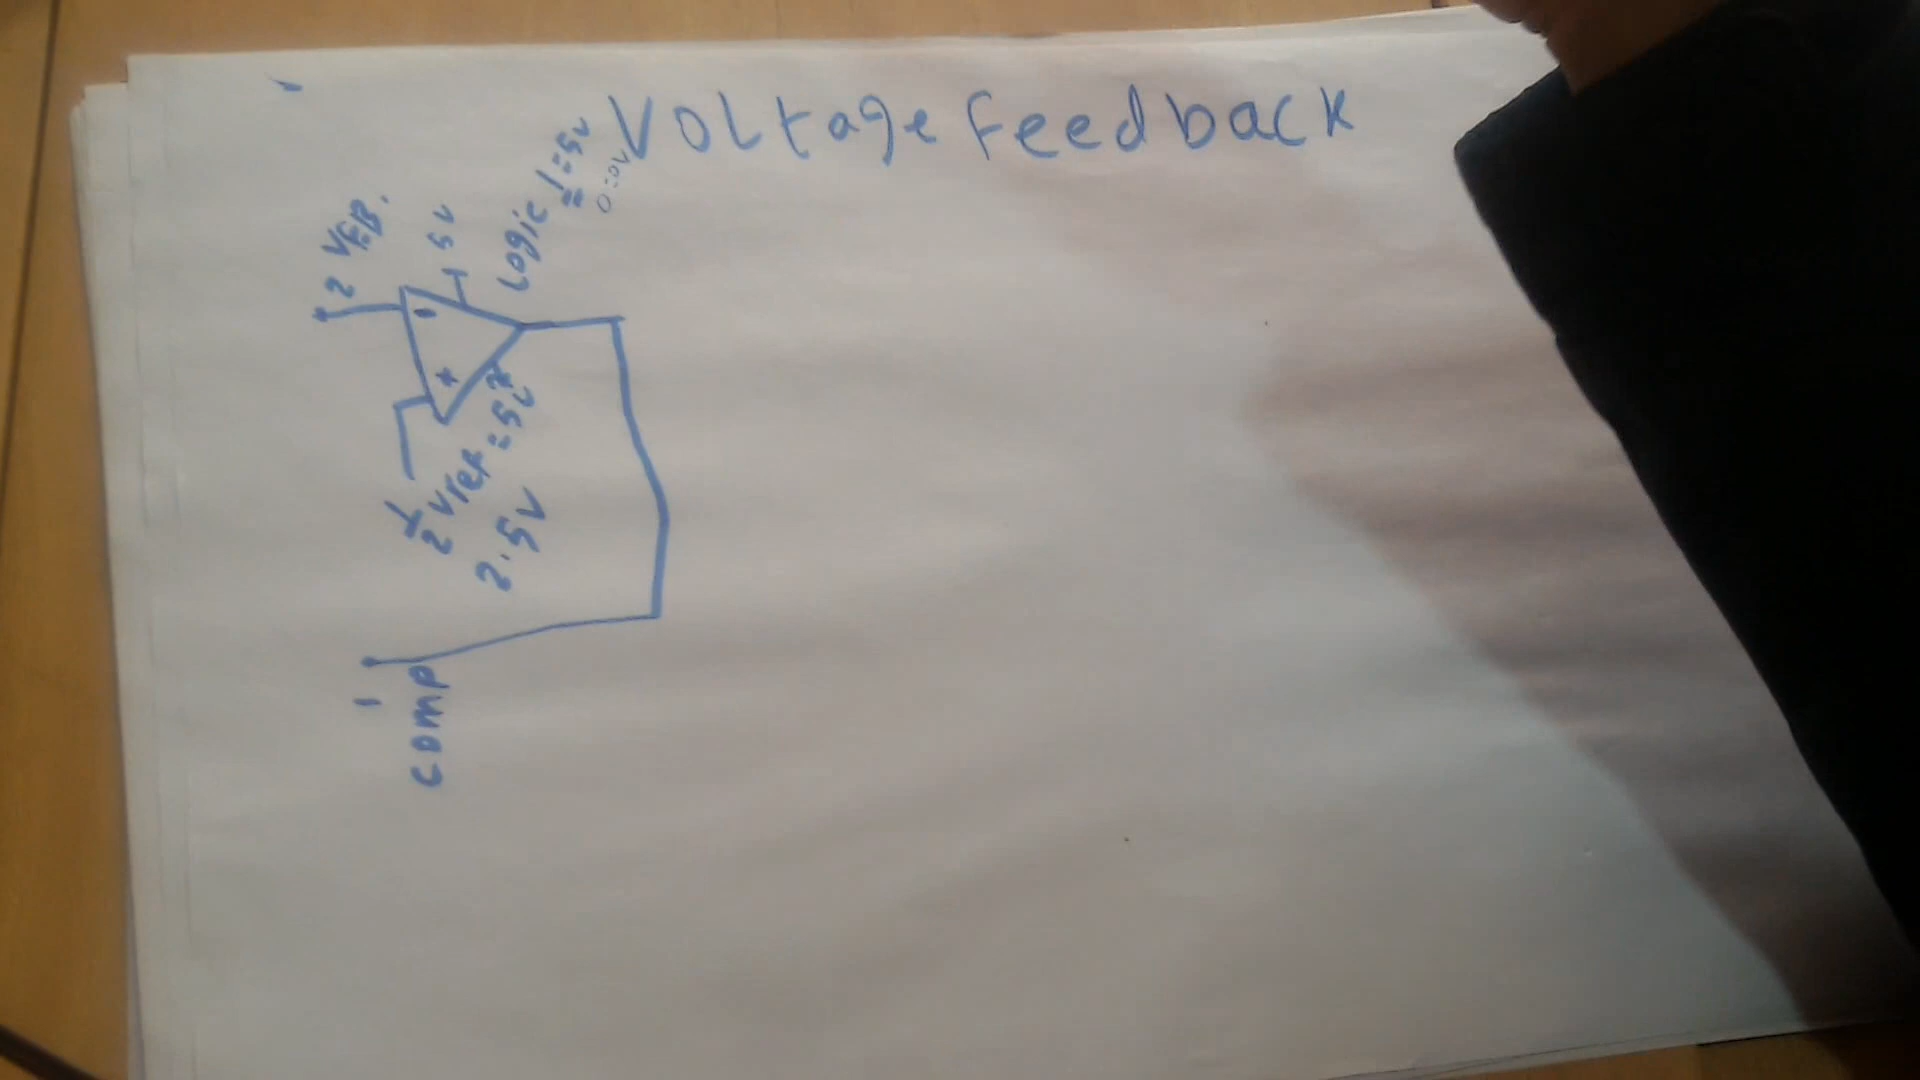 Voltage Feedback
2 VFB.
5V
Logic 1=5V
0=0V
- +
1/2 Vref=5V
2.5V
1
comp